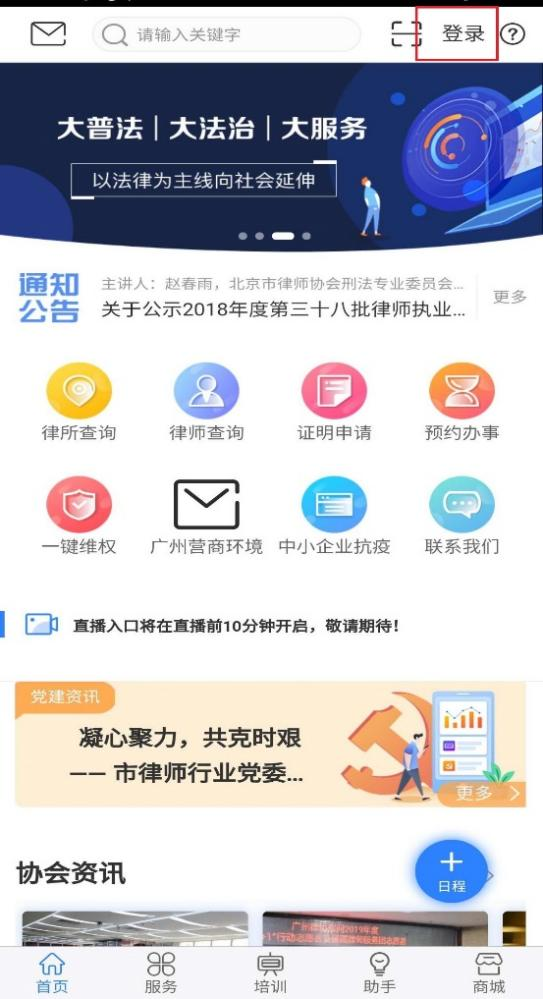 请输入关键字
登录
大普法｜大法治｜大服务
以法律为主线向社会延伸
通知
公告
主讲人：赵春雨，北京市律师协会刑法专业委员会...
关于公示2018年度第三十八批律师执业...
更多
律所查询
律师查询
证明申请
预约办事
一键维权
广州营商环境
中小企业抗疫
联系我们
直播入口将在直播前10分钟开启，敬请期待！
党建资讯
凝心聚力，共克时艰
—— 市律师行业党委...
更多
协会资讯
日程
首页
服务
培训
助手
商城